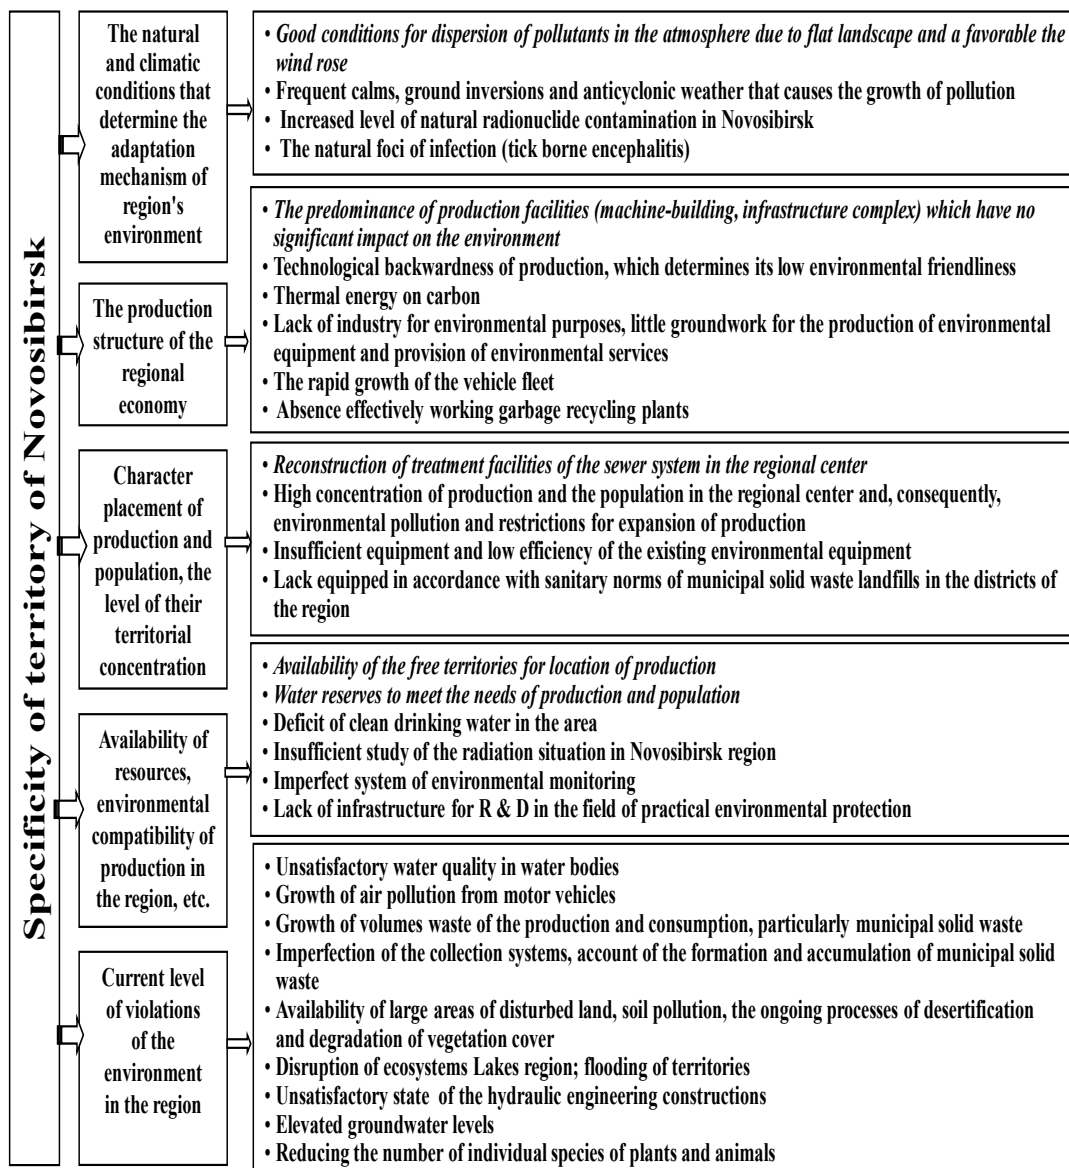 Specificity of territory of Novosibirsk
The natural
and climatic
conditions that
determine the
adaptation
mechanism of
region's
environment
• Good conditions for dispersion of pollutants in the atmosphere due to flat landscape and a favorable the
wind rose
• Frequent calms, ground inversions and anticyclonic weather that causes the growth of pollution
• Increased level of natural radionuclide contamination in Novosibirsk
• The natural foci of infection (tick borne encephalitis)
The production
structure of the
regional
economy
• The predominance of production facilities (machine-building, infrastructure complex) which have no
significant impact on the environment
• Technological backwardness of production, which determines its low environmental friendliness
• Thermal energy on carbon
• Lack of industry for environmental purposes, little groundwork for the production of environmental
equipment and provision of environmental services
• The rapid growth of the vehicle fleet
• Absence effectively working garbage recycling plants
Character
placement of
production and
population, the
level of their
territorial
concentration
• Reconstruction of treatment facilities of the sewer system in the regional center
• High concentration of production and the population in the regional center and, consequently,
environmental pollution and restrictions for expansion of production
• Insufficient equipment and low efficiency of the existing environmental equipment
• Lack equipped in accordance with sanitary norms of municipal solid waste landfills in the districts of
the region
Availability of
resources,
environmental
compatibility of
production in
the region, etc.
• Availability of the free territories for location of production
• Water reserves to meet the needs of production and population
• Deficit of clean drinking water in the area
• Insufficient study of the radiation situation in Novosibirsk region
• Imperfect system of environmental monitoring
• Lack of infrastructure for R & D in the field of practical environmental protection
Current level
of violations
of the
environment
in the region
• Unsatisfactory water quality in water bodies
• Growth of air pollution from motor vehicles
• Growth of volumes waste of the production and consumption, particularly municipal solid waste
• Imperfection of the collection systems, account of the formation and accumulation of municipal solid
waste
• Availability of large areas of disturbed land, soil pollution, the ongoing processes of desertification
and degradation of vegetation cover
• Disruption of ecosystems Lakes region; flooding of territories
• Unsatisfactory state of the hydraulic engineering constructions
• Elevated groundwater levels
• Reducing the number of individual species of plants and animals